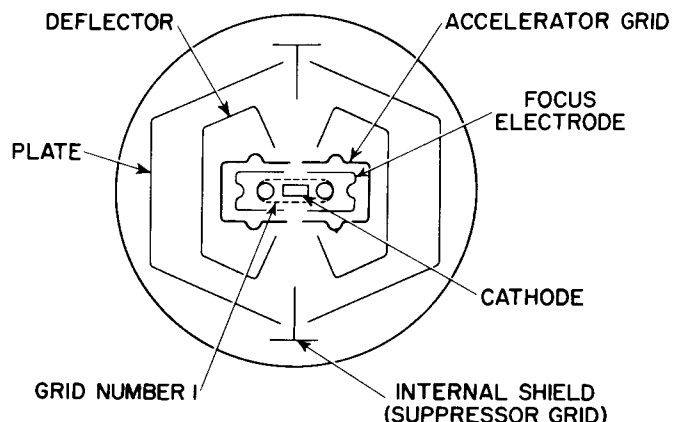 DEFLECTOR
ACCELERATOR GRID
FOCUS
ELECTRODE
PLATE
CATHODE
GRID NUMBER I
INTERNAL SHIELD
(SUPPRESSOR GRID)